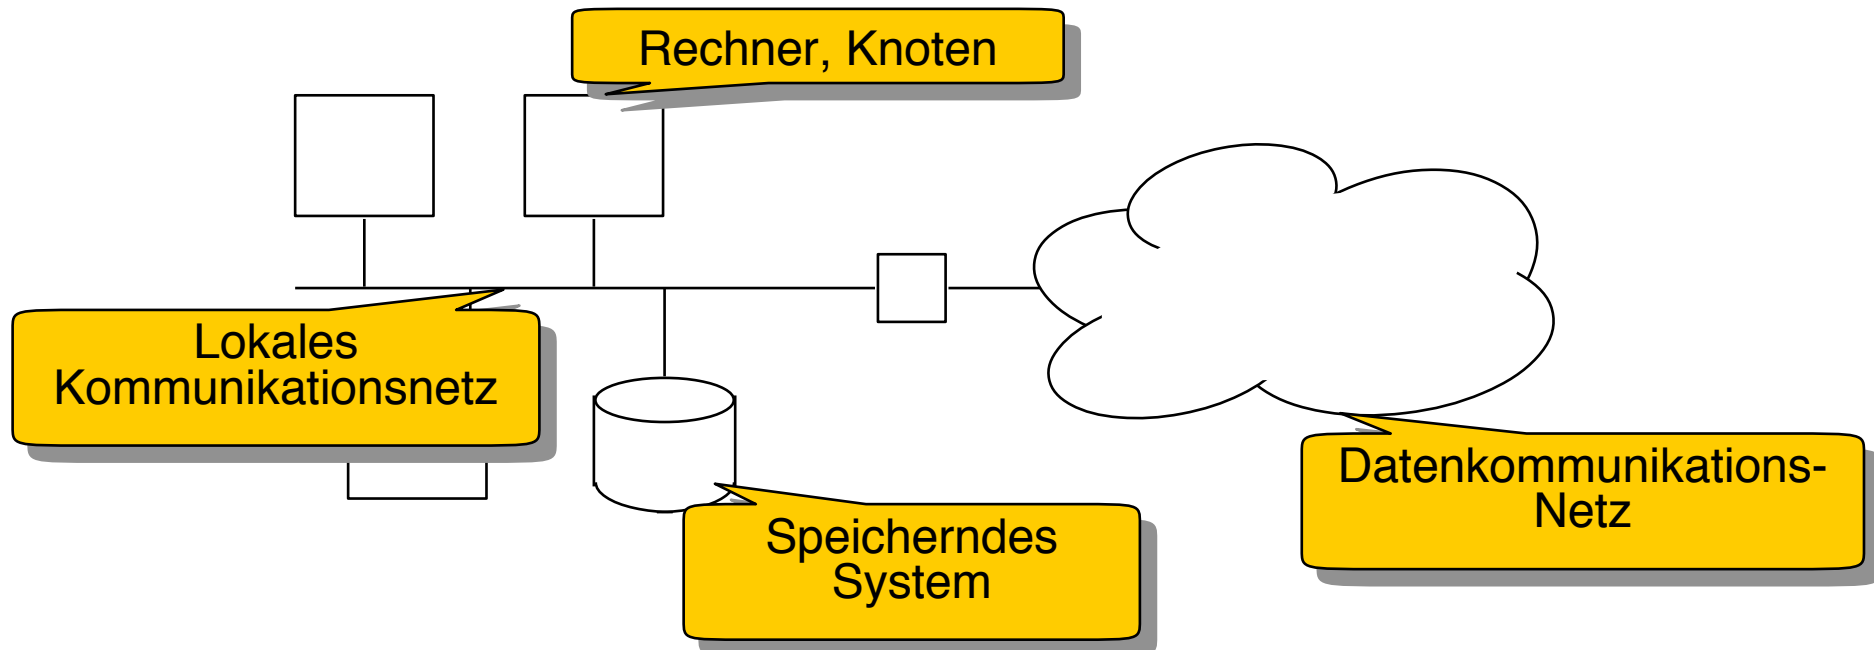 Rechner, Knoten
Lokales
Kommunikationsnetz
Datenkommunikations-
Netz
Speicherndes
System